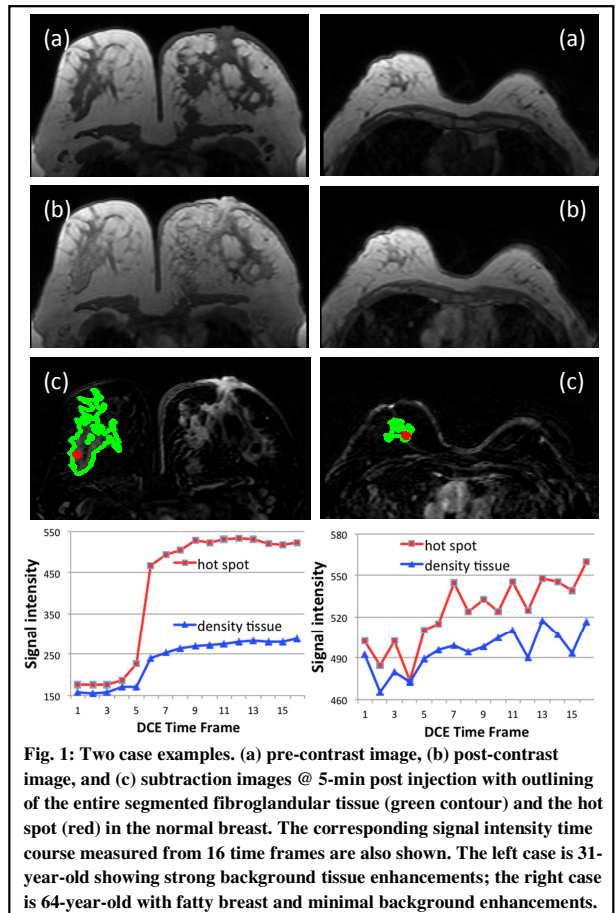 (a)
(a)
(b)
(b)
(c)
(c)
550
450
350
250
150
Signal intensity
hot spot
density tissue
1 3 5 7 9 11 13 15
DCE Time Frame
580
550
520
490
460
Signal intensity
hot spot
density tissue
1 3 5 7 9 11 13 15
DCE Time Frame
Fig. 1: Two case examples. (a) pre-contrast image, (b) post-contrast
image, and (c) subtraction images @ 5-min post injection with outlining
of the entire segmented fibroglandular tissue (green contour) and the hot
spot (red) in the normal breast. The corresponding signal intensity time
course measured from 16 time frames are also shown. The left case is 31-
year-old showing strong background tissue enhancements; the right case
is 64-year-old with fatty breast and minimal background enhancements.